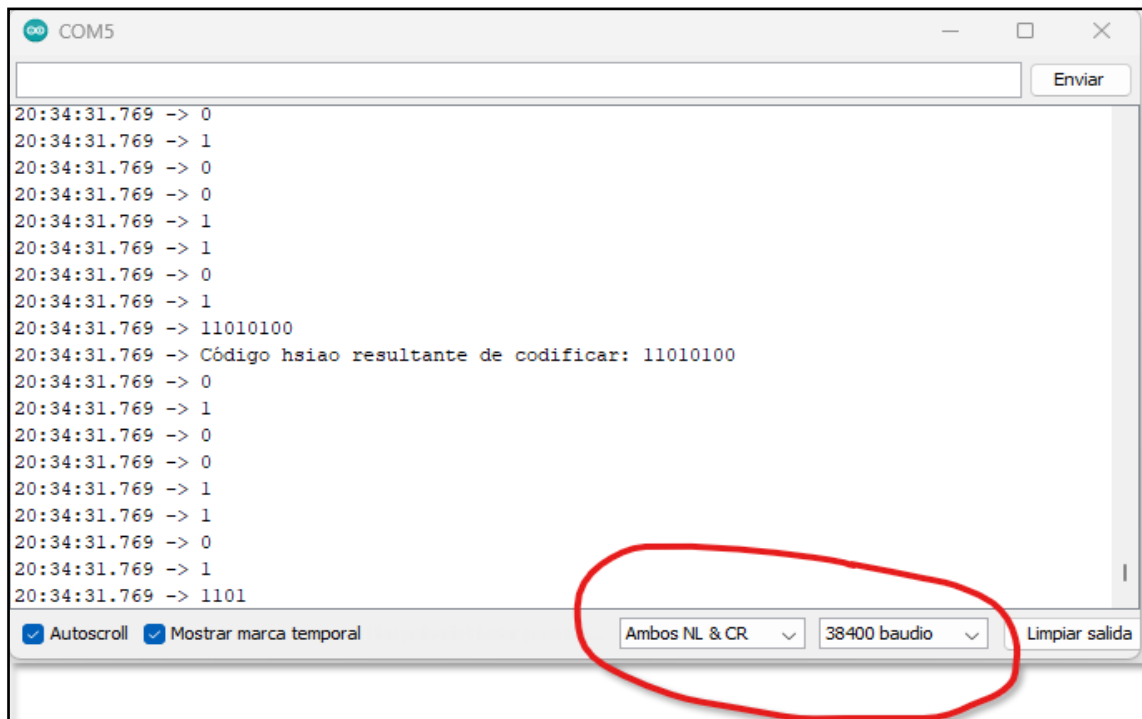 COM5
Enviar
20:34:31.769 -> 0
20:34:31.769 -> 1
20:34:31.769 -> 0
20:34:31.769 -> 0
20:34:31.769 -> 1
20:34:31.769 -> 1
20:34:31.769 -> 0
20:34:31.769 -> 1
20:34:31.769 -> 11010100
20:34:31.769 -> Código hsiao resultante de codificar: 11010100
20:34:31.769 -> 0
20:34:31.769 -> 1
20:34:31.769 -> 0
20:34:31.769 -> 0
20:34:31.769 -> 1
20:34:31.769 -> 1
20:34:31.769 -> 0
20:34:31.769 -> 1
20:34:31.769 -> 1101
Autoscroll Mostrar marca temporal Ambos NL & CR 38400 baudio Limpiar salida